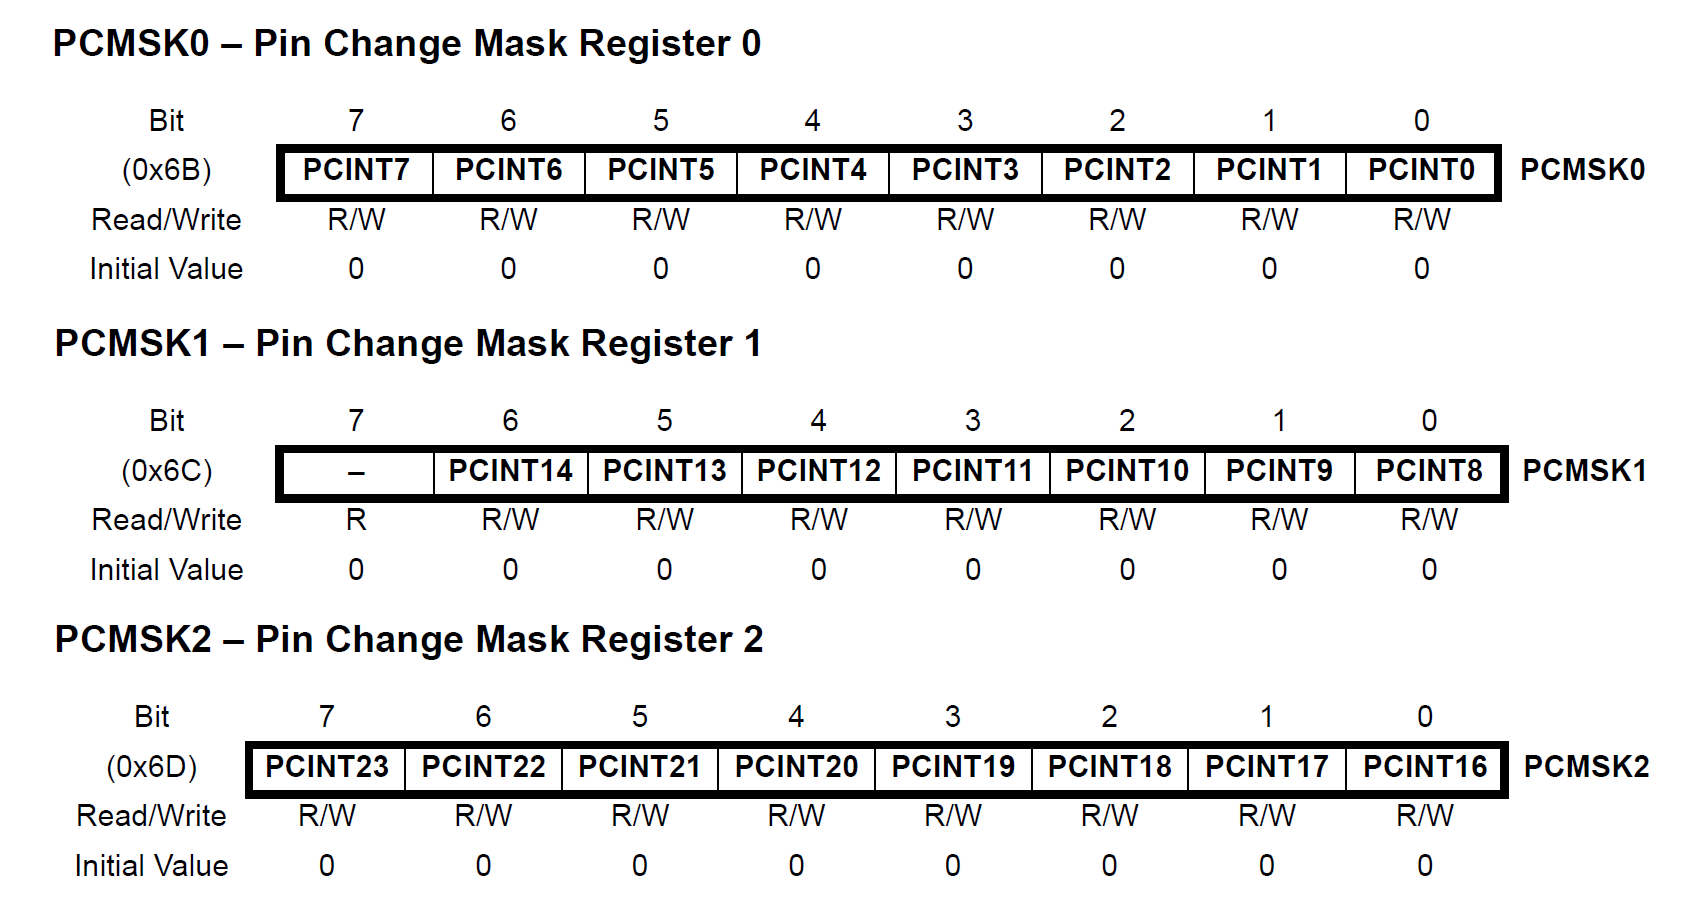 PCMSK0 – Pin Change Mask Register 0
Bit 7 6 5 4 3 2 1 0
(0x6B) PCINT7 PCINT6 PCINT5 PCINT4 PCINT3 PCINT2 PCINT1 PCINT0 PCMSK0
Read/Write R/W R/W R/W R/W R/W R/W R/W R/W
Initial Value 0 0 0 0 0 0 0 0
PCMSK1 – Pin Change Mask Register 1
Bit 7 6 5 4 3 2 1 0
(0x6C) – PCINT14 PCINT13 PCINT12 PCINT11 PCINT10 PCINT9 PCINT8 PCMSK1
Read/Write R R/W R/W R/W R/W R/W R/W R/W
Initial Value 0 0 0 0 0 0 0 0
PCMSK2 – Pin Change Mask Register 2
Bit 7 6 5 4 3 2 1 0
(0x6D) PCINT23 PCINT22 PCINT21 PCINT20 PCINT19 PCINT18 PCINT17 PCINT16 PCMSK2
Read/Write R/W R/W R/W R/W R/W R/W R/W R/W
Initial Value 0 0 0 0 0 0 0 0